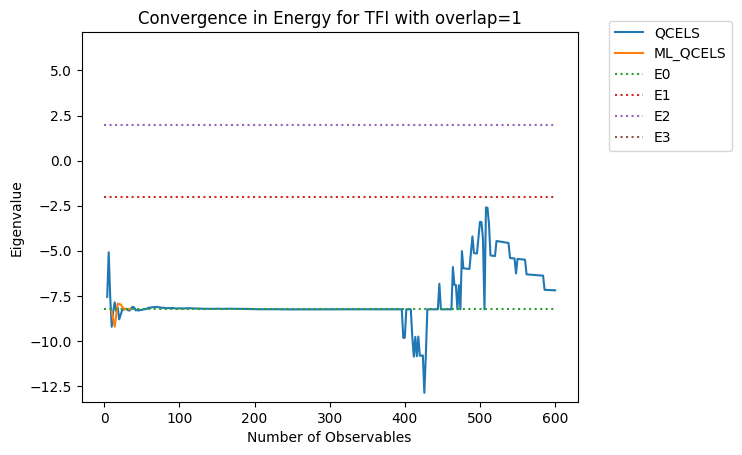 Convergence in Energy for TFI with overlap=1
QCELS
ML_QCELS
E0
E1
E2
E3
Eigenvalue
5.0
2.5
0.0
−2.5
−5.0
−7.5
−10.0
−12.5
0 100 200 300 400 500 600
Number of Observables